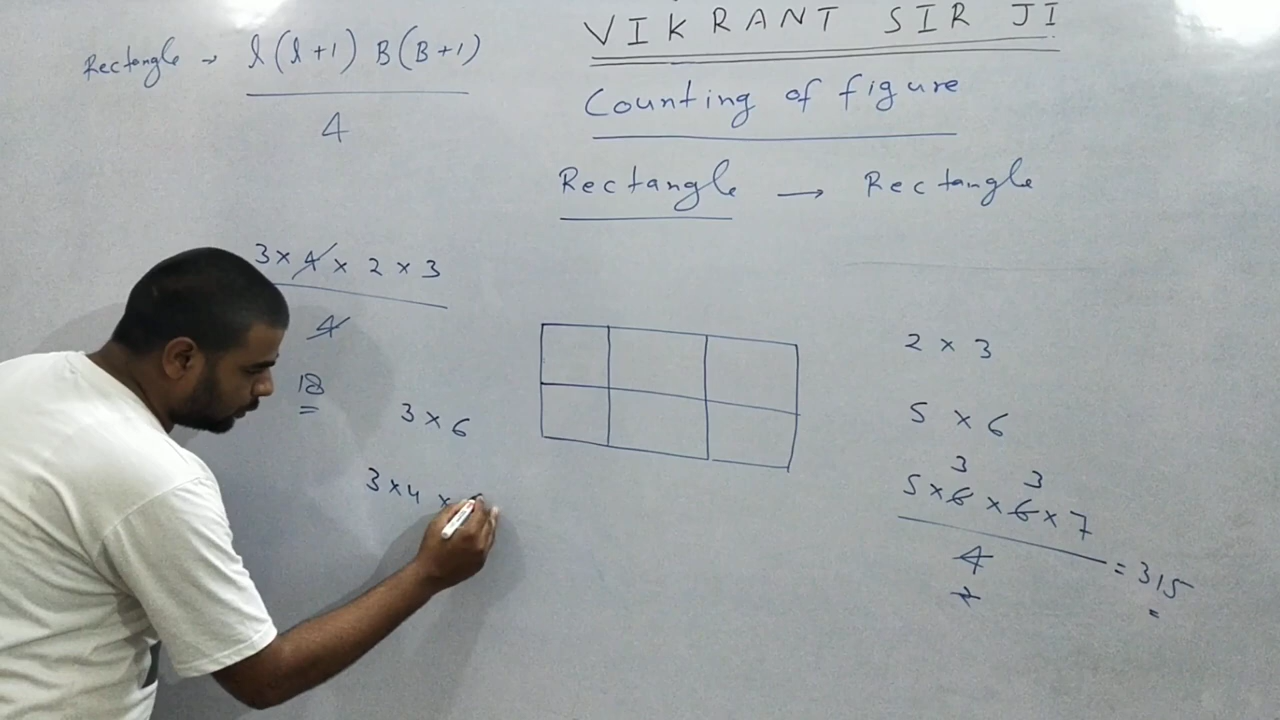 VIKRANT SIR JI
Counting of figure
Rectangle → Rectangle
Rectangle → l(l+1) B(B+1)
4
3 × 4 × 2 × 3
4
18
3 × 6
3 × 4 ×
2 × 3
5 × 6
3 3
5 × 6 × 6 × 7
4
= 315